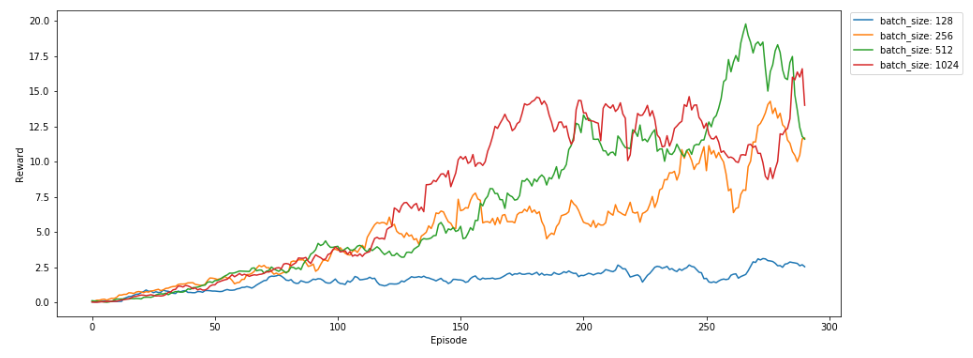 20.0
17.5
15.0
12.5
10.0
7.5
5.0
2.5
0.0
Reward
0 50 100 150 200 250 300
Episode
batch_size: 128
batch_size: 256
batch_size: 512
batch_size: 1024